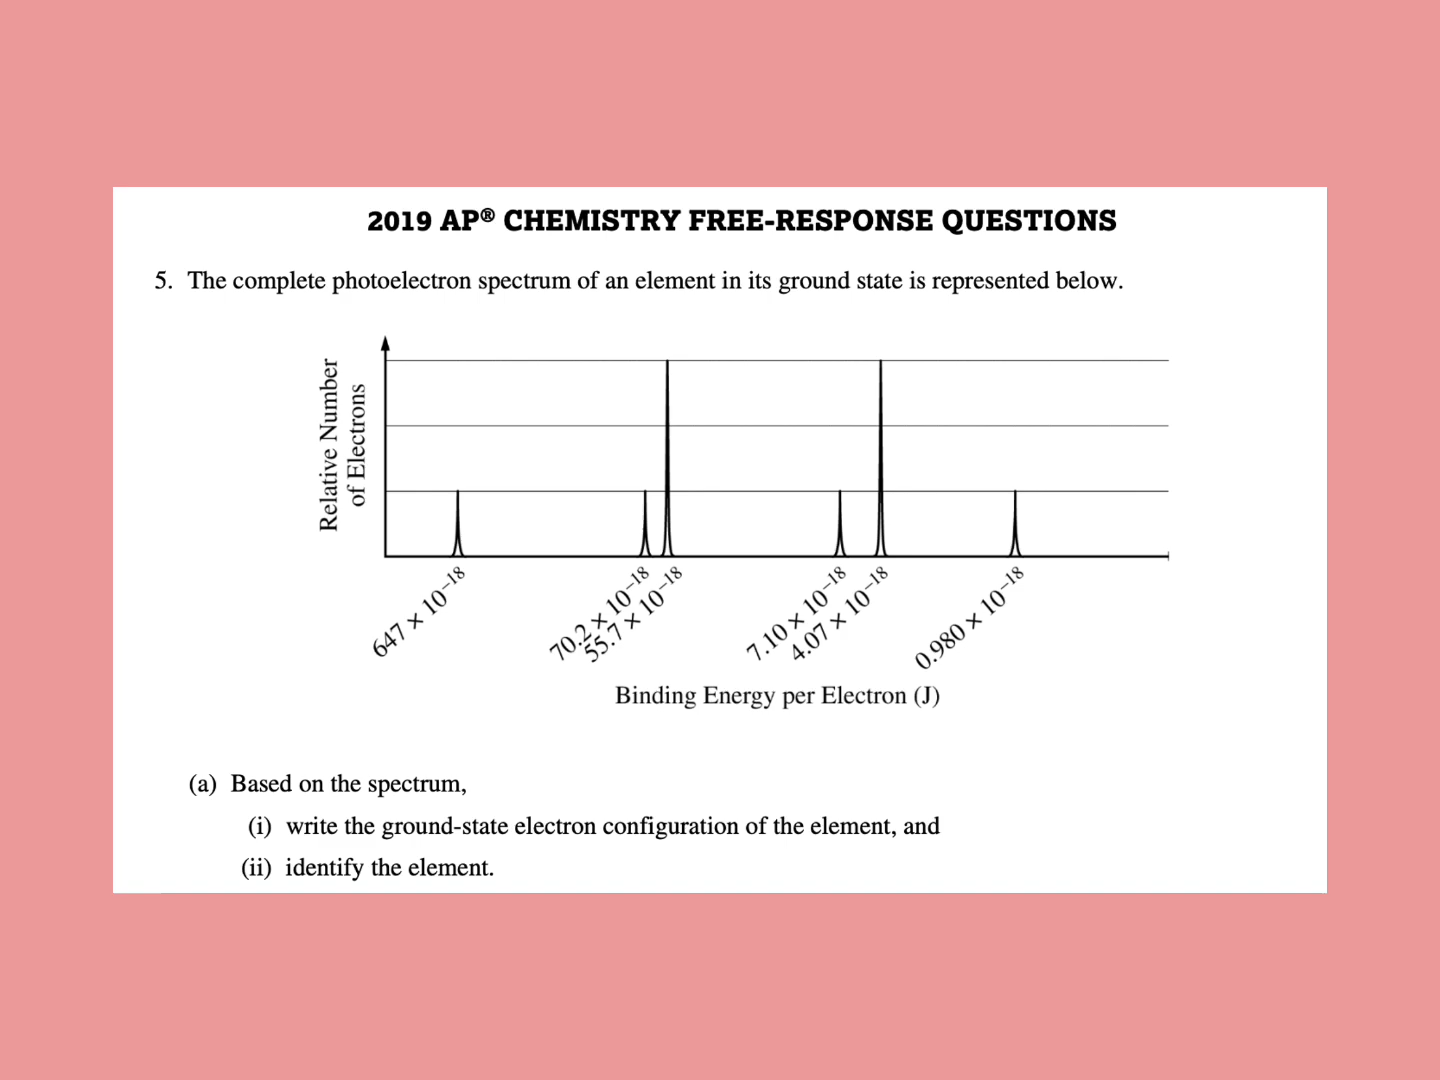 2019 AP® CHEMISTRY FREE-RESPONSE QUESTIONS
5. The complete photoelectron spectrum of an element in its ground state is represented below.
Relative Number
of Electrons
647 × 10⁻¹⁸
70.2 × 10⁻¹⁸
55.7 × 10⁻¹⁸
7.10 × 10⁻¹⁸
4.07 × 10⁻¹⁸
0.980 × 10⁻¹⁸
Binding Energy per Electron (J)
(a) Based on the spectrum,
(i) write the ground-state electron configuration of the element, and
(ii) identify the element.